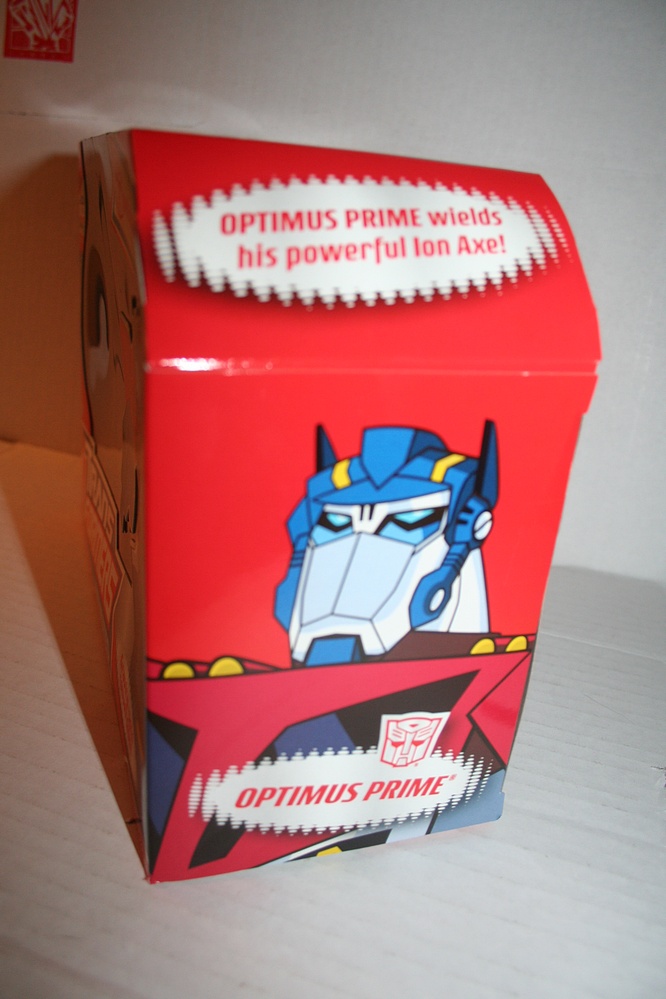 OPTIMUS PRIME wields
his powerful Ion Axe!
OPTIMUS PRIME®